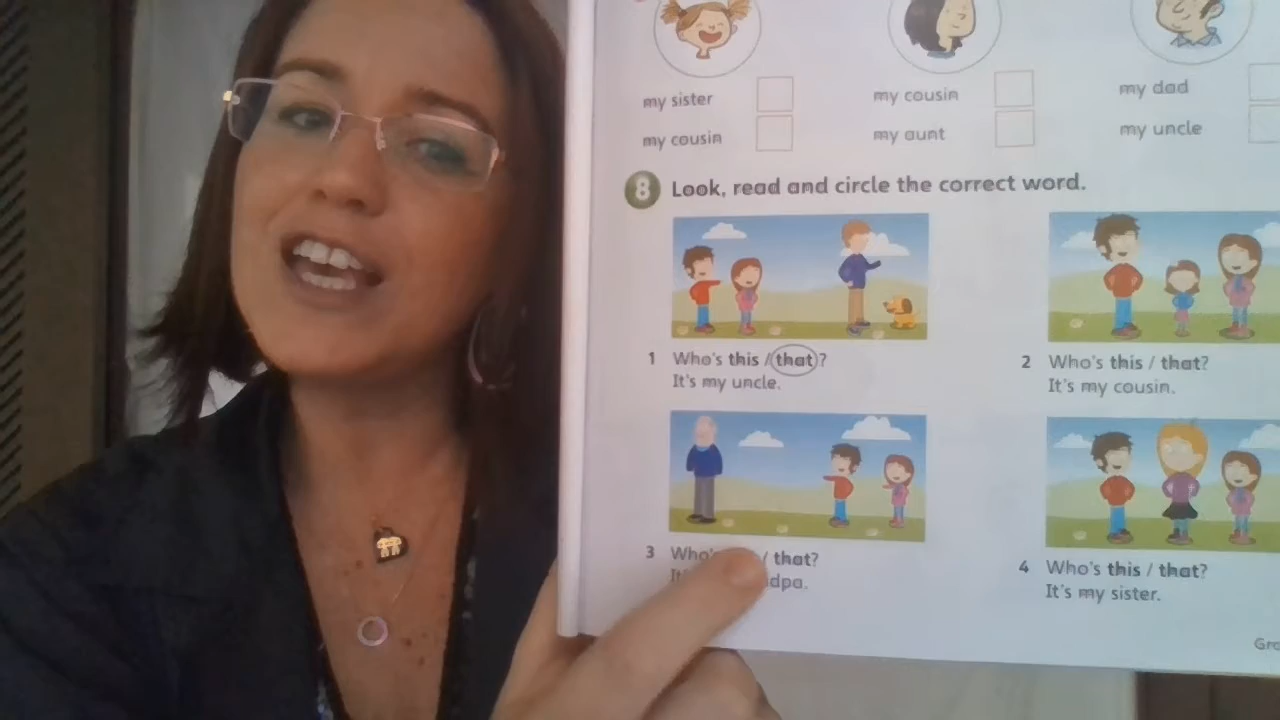 my sister
my cousin
my dad
my cousin
my aunt
my uncle
8 Look, read and circle the correct word.
1 Who's this / that?
It's my uncle.
2 Who's this / that?
It's my cousin.
3 / that?
4 Who's this / that?
It's my sister.